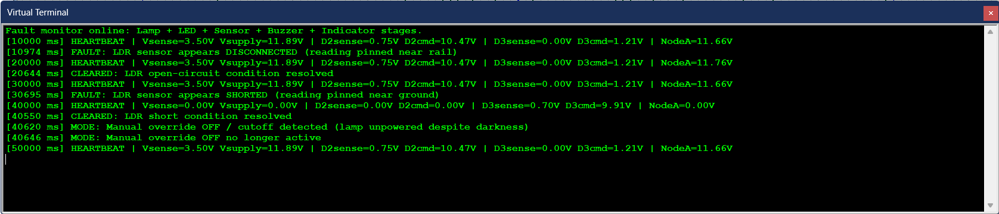 Virtual Terminal
Fault monitor online: Lamp + LED + Sensor + Buzzer + Indicator stages.
[10000 ms] HEARTBEAT | Vsense=3.50V Vsupply=11.89V | D2sense=0.75V D2cmd=10.47V | D3sense=0.00V D3cmd=1.21V | NodeA=11.66V
[10974 ms] FAULT: LDR sensor appears DISCONNECTED (reading pinned near rail)
[20000 ms] HEARTBEAT | Vsense=3.50V Vsupply=11.89V | D2sense=0.75V D2cmd=10.47V | D3sense=0.00V D3cmd=1.21V | NodeA=11.76V
[20644 ms] CLEARED: LDR open-circuit condition resolved
[30000 ms] HEARTBEAT | Vsense=3.50V Vsupply=11.89V | D2sense=0.75V D2cmd=10.47V | D3sense=0.00V D3cmd=1.21V | NodeA=11.66V
[30695 ms] FAULT: LDR sensor appears SHORTED (reading pinned near ground)
[40000 ms] HEARTBEAT | Vsense=0.00V Vsupply=0.00V | D2sense=0.00V D2cmd=0.00V | D3sense=0.70V D3cmd=9.91V | NodeA=0.00V
[40550 ms] CLEARED: LDR short condition resolved
[40620 ms] MODE: Manual override OFF / cutoff detected (lamp unpowered despite darkness)
[40646 ms] MODE: Manual override OFF no longer active
[50000 ms] HEARTBEAT | Vsense=3.50V Vsupply=11.89V | D2sense=0.75V D2cmd=10.47V | D3sense=0.00V D3cmd=1.21V | NodeA=11.66V